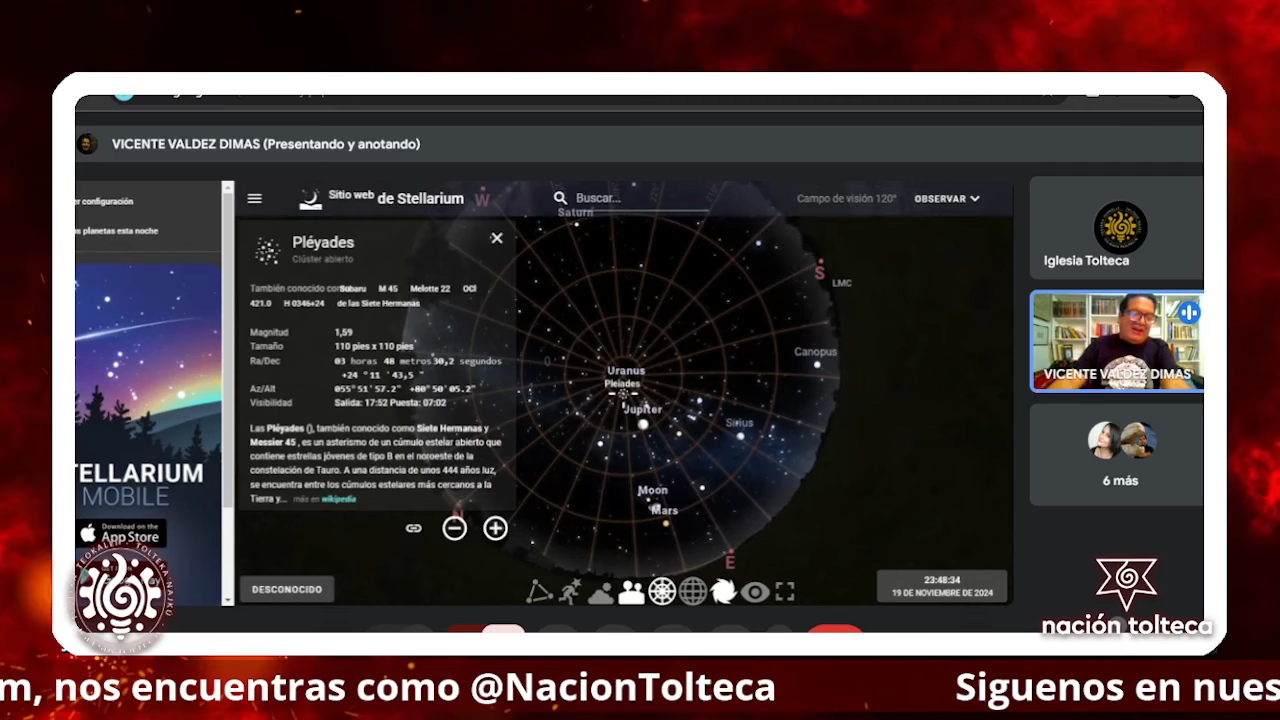 VICENTE VALDEZ DIMAS (Presentando y anotando)
er configuración
s planetas esta noche
TELLARIUM
MOBILE
Download on the
App Store
Sitio web de Stellarium
W
Buscar...
Campo de visión 120°
OBSERVAR
Pléyades
Clúster abierto
También conocido como Subaru M 45 Melotte 22 OCl
421.0 H 0346+24 de las Siete Hermanas
Magnitud 1,59
Tamaño 110 pies x 110 pies
Ra/Dec 03 horas 48 metros 30,2 segundos
+24 °11 '43,5 "
Az/Alt 055°51'57.2" +80°50'05.2"
Visibilidad Salida: 17:52 Puesta: 07:02
Las Pléyades (), también conocido como Siete Hermanas y
Messier 45 , es un asterismo de un cúmulo estelar abierto que
contiene estrellas jóvenes de tipo B en el noroeste de la
constelación de Tauro. A una distancia de unos 444 años luz,
se encuentra entre los cúmulos estelares más cercanos a la
Tierra y... más en wikipedia
DESCONOCIDO
Saturn
S
LMC
Canopus
Uranus
Pleiades
Jupiter
Sirius
Moon
Mars
N
E
23:48:34
19 DE NOVIEMBRE DE 2024
Iglesia Tolteca
VICENTE VALDEZ DIMAS
6 más
TEOKALEH · TOLTEKA NAJKU
nación tolteca
m, nos encuentras como @NacionTolteca
Siguenos en nues